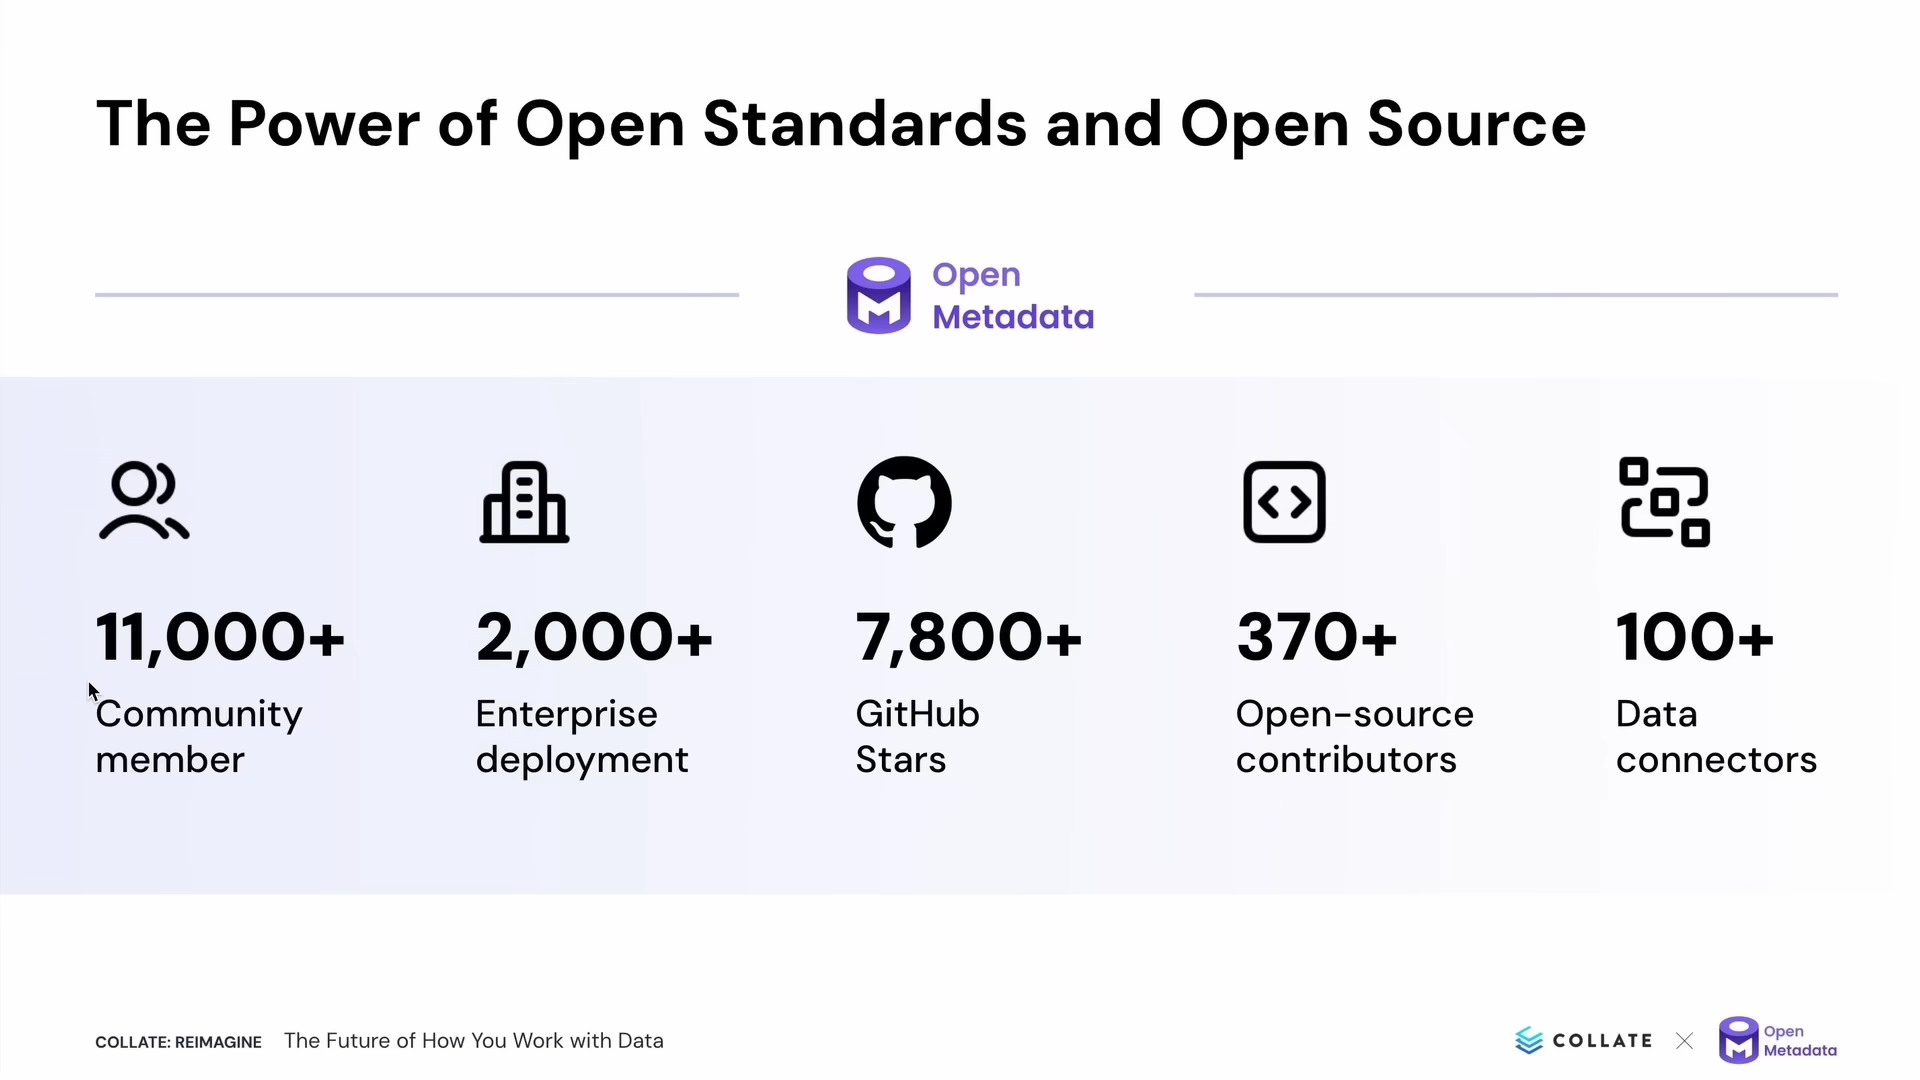 The Power of Open Standards and Open Source
Open
Metadata
11,000+
Community
member
2,000+
Enterprise
deployment
7,800+
GitHub
Stars
370+
Open-source
contributors
100+
Data
connectors
COLLATE: REIMAGINE The Future of How You Work with Data
COLLATE
Open
Metadata